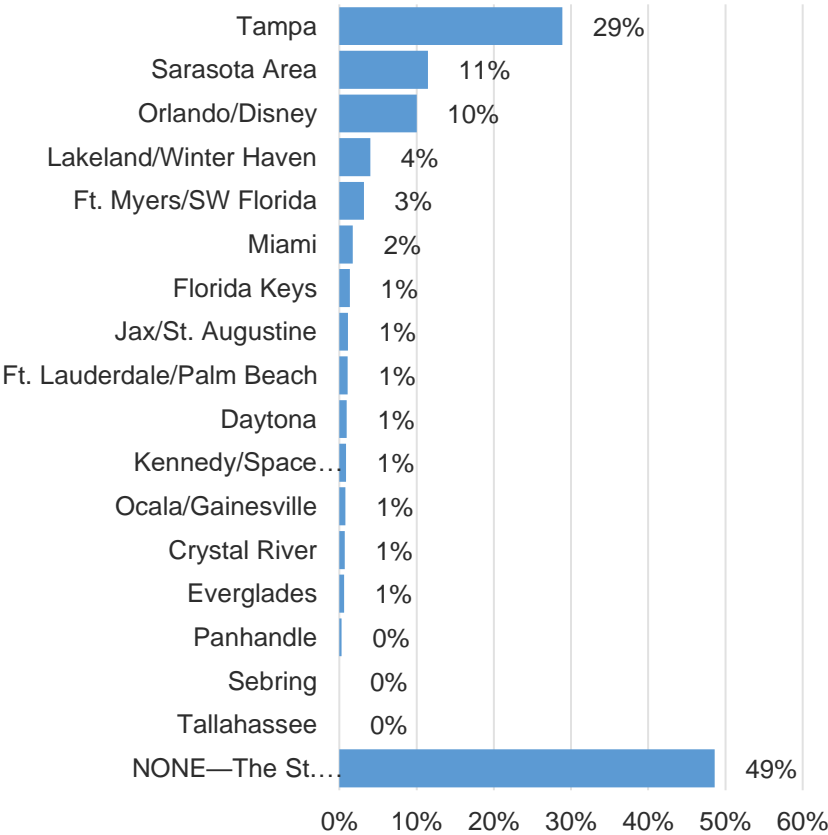 Tampa 29%
Sarasota Area 11%
Orlando/Disney 10%
Lakeland/Winter Haven 4%
Ft. Myers/SW Florida 3%
Miami 2%
Florida Keys 1%
Jax/St. Augustine 1%
Ft. Lauderdale/Palm Beach 1%
Daytona 1%
Kennedy/Space… 1%
Ocala/Gainesville 1%
Crystal River 1%
Everglades 1%
Panhandle 0%
Sebring 0%
Tallahassee 0%
NONE—The St.… 49%
0% 10% 20% 30% 40% 50% 60%